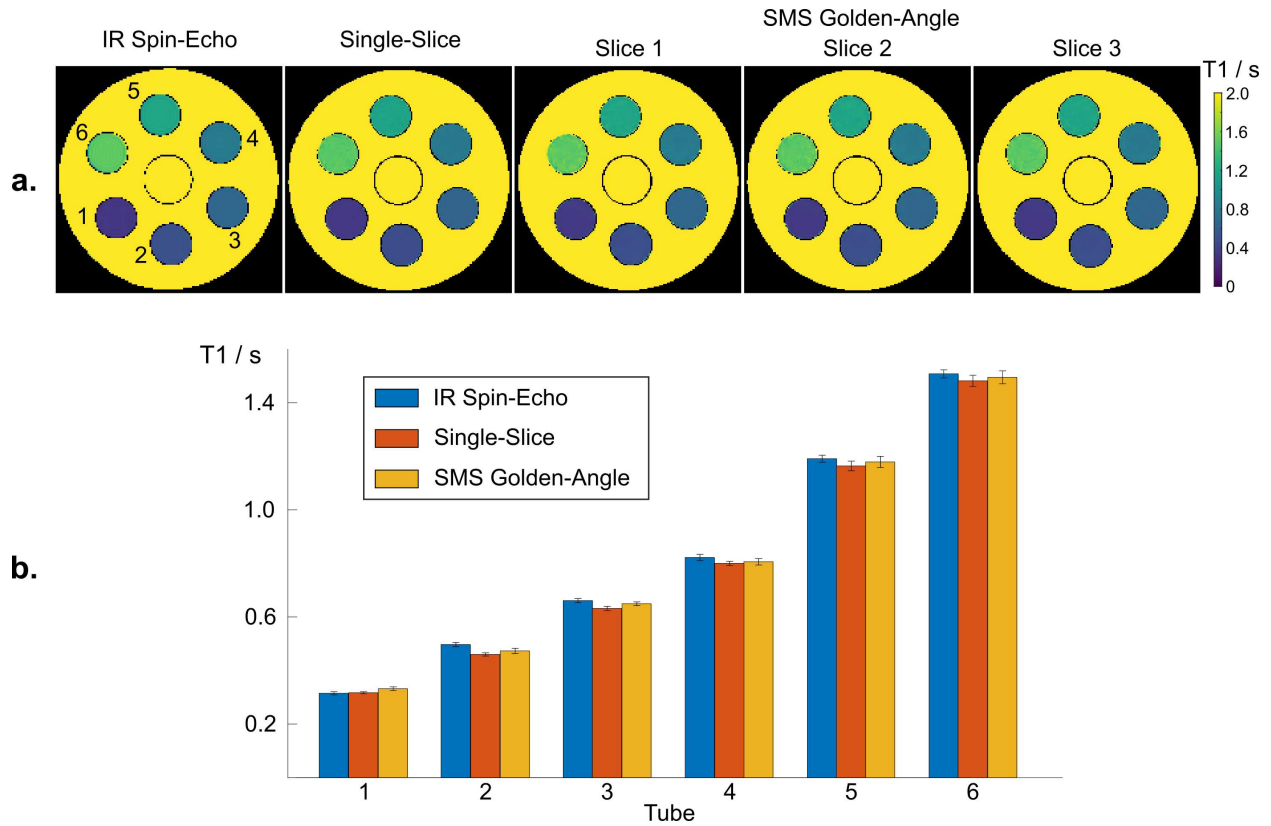 SMS Golden-Angle
IR Spin-Echo
Single-Slice
Slice 1
Slice 2
Slice 3
T1 / s
a.
5
6
4
1
3
2
2.0
1.6
1.2
0.8
0.4
0
b.
T1 / s
1.4
1.0
0.6
0.2
IR Spin-Echo
Single-Slice
SMS Golden-Angle
1 2 3 4 5 6
Tube